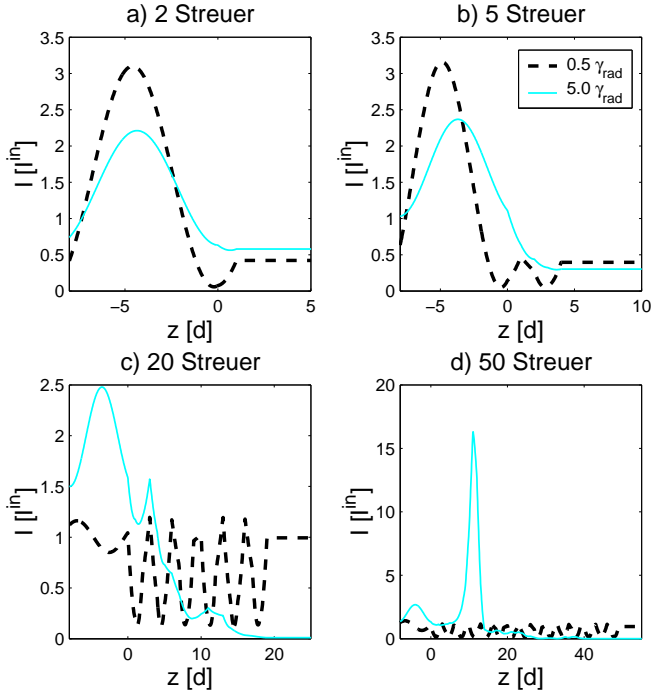 a) 2 Streuer
3.5
3
2.5
2
1.5
1
0.5
0
I [I^in]
−5 0 5
z [d]
b) 5 Streuer
0.5 γ_rad
5.0 γ_rad
3.5
3
2.5
2
1.5
1
0.5
0
I [I^in]
−5 0 5 10
z [d]
c) 20 Streuer
2.5
2
1.5
1
0.5
0
I [I^in]
0 10 20
z [d]
d) 50 Streuer
20
15
10
5
0
I [I^in]
0 20 40
z [d]